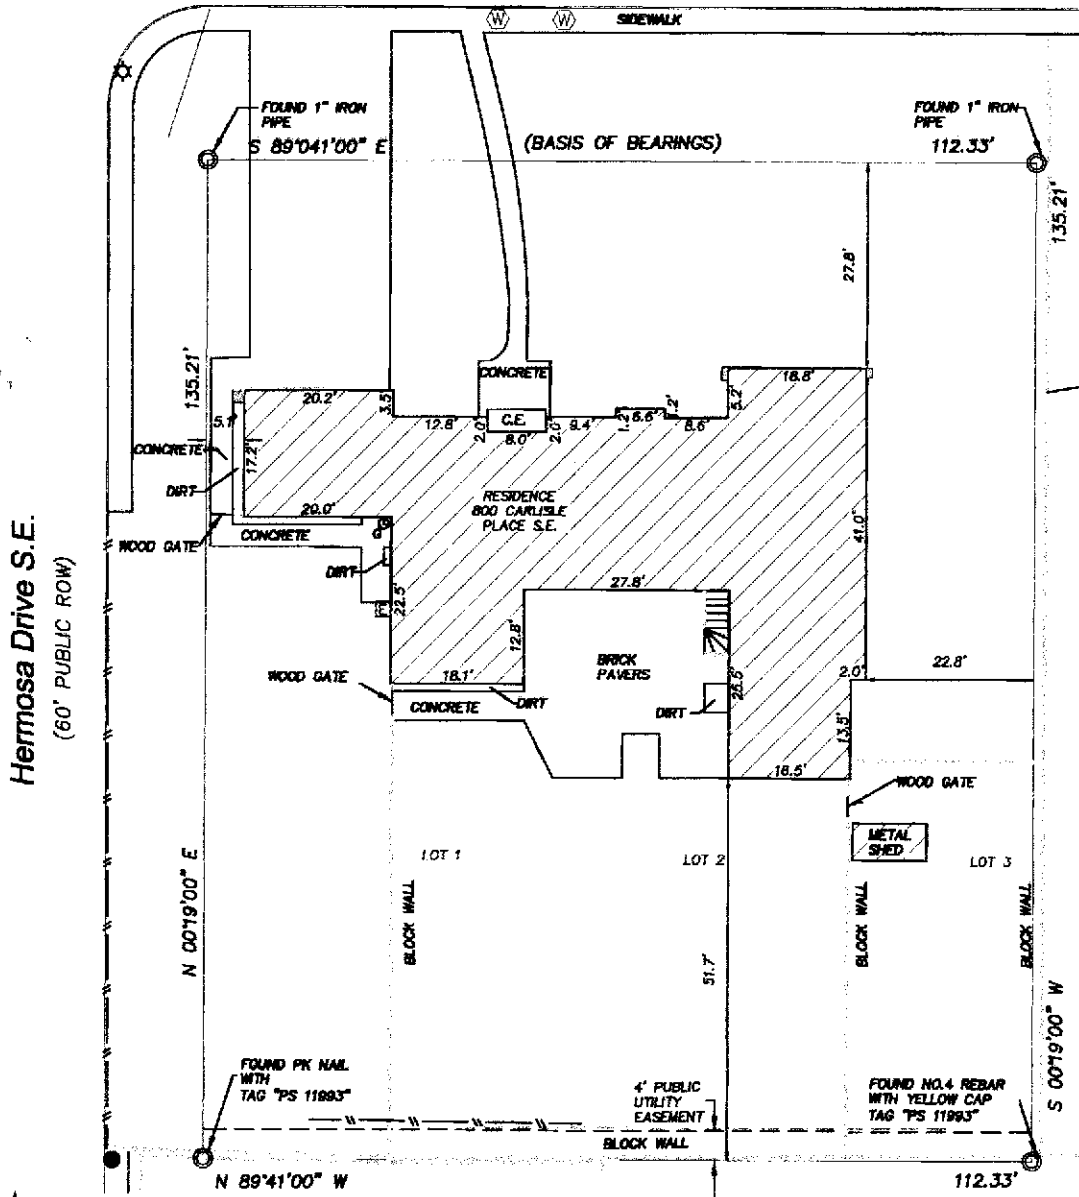 W
W
SIDEWALK
FOUND 1" IRON
PIPE
S 89°041'00" E
(BASIS OF BEARINGS)
FOUND 1" IRON
PIPE
112.33'
135.21'
27.8'
135.21'
CONCRETE
20.2'
3.5'
12.8'
2.0'
C.E.
8.0'
2.0'
9.4'
1.2'
6.6'
1.2'
8.6'
5.2'
18.8'
5.1'
CONCRETE
17.2'
DIRT
20.0'
WOOD GATE
CONCRETE
G
DIRT
22.5'
RESIDENCE
800 CARLISLE
PLACE S.E.
41.0'
27.8'
12.8'
BRICK
PAVERS
18.1'
WOOD GATE
DIRT
CONCRETE
DIRT
25.5'
2.0'
22.8'
13.5'
16.5'
WOOD GATE
METAL
SHED
LOT 1
LOT 2
LOT 3
BLOCK WALL
BLOCK WALL
BLOCK WALL
51.7'
Hermosa Drive S.E.
(60' PUBLIC ROW)
N 00°19'00" E
S 00°19'00" W
FOUND PK NAIL
WITH
TAG "PS 11993"
4' PUBLIC
UTILITY
EASEMENT
FOUND NO.4 REBAR
WITH YELLOW CAP
TAG "PS 11993"
BLOCK WALL
N 89°41'00" W
112.33'